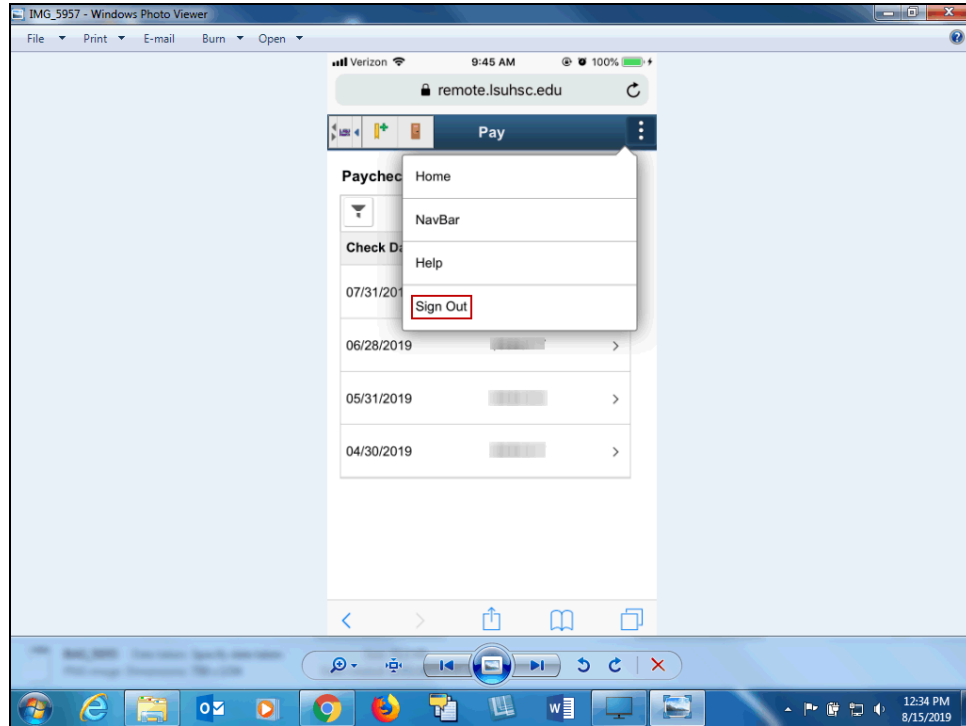 IMG_5957 - Windows Photo Viewer
File Print E-mail Burn Open
Verizon 9:45 AM 100%
remote.lsuhsc.edu
Pay
Paychec
Home
NavBar
Check Da
Help
07/31/201
Sign Out
06/28/2019
05/31/2019
04/30/2019
12:34 PM
8/15/2019